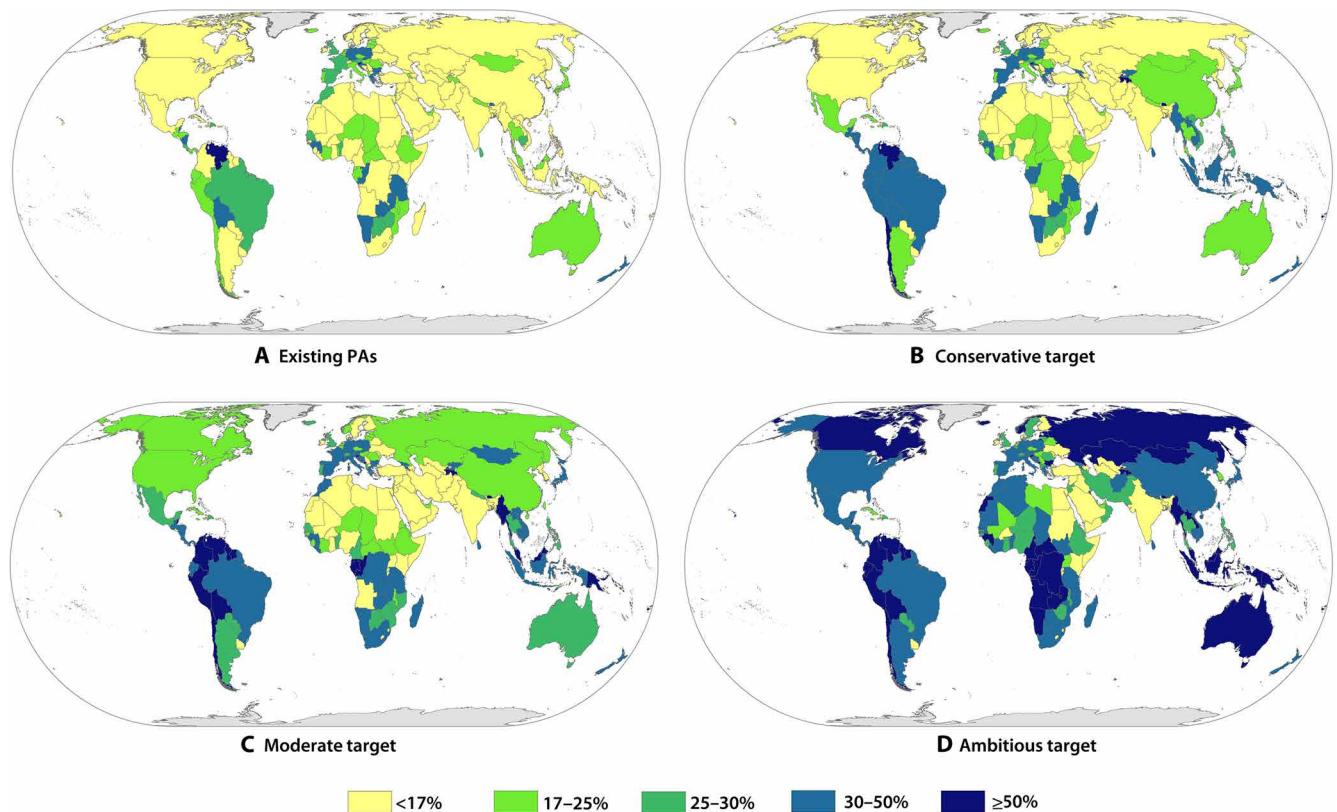 A Existing PAs
B Conservative target
C Moderate target
D Ambitious target
<17%
17–25%
25–30%
30–50%
≥50%